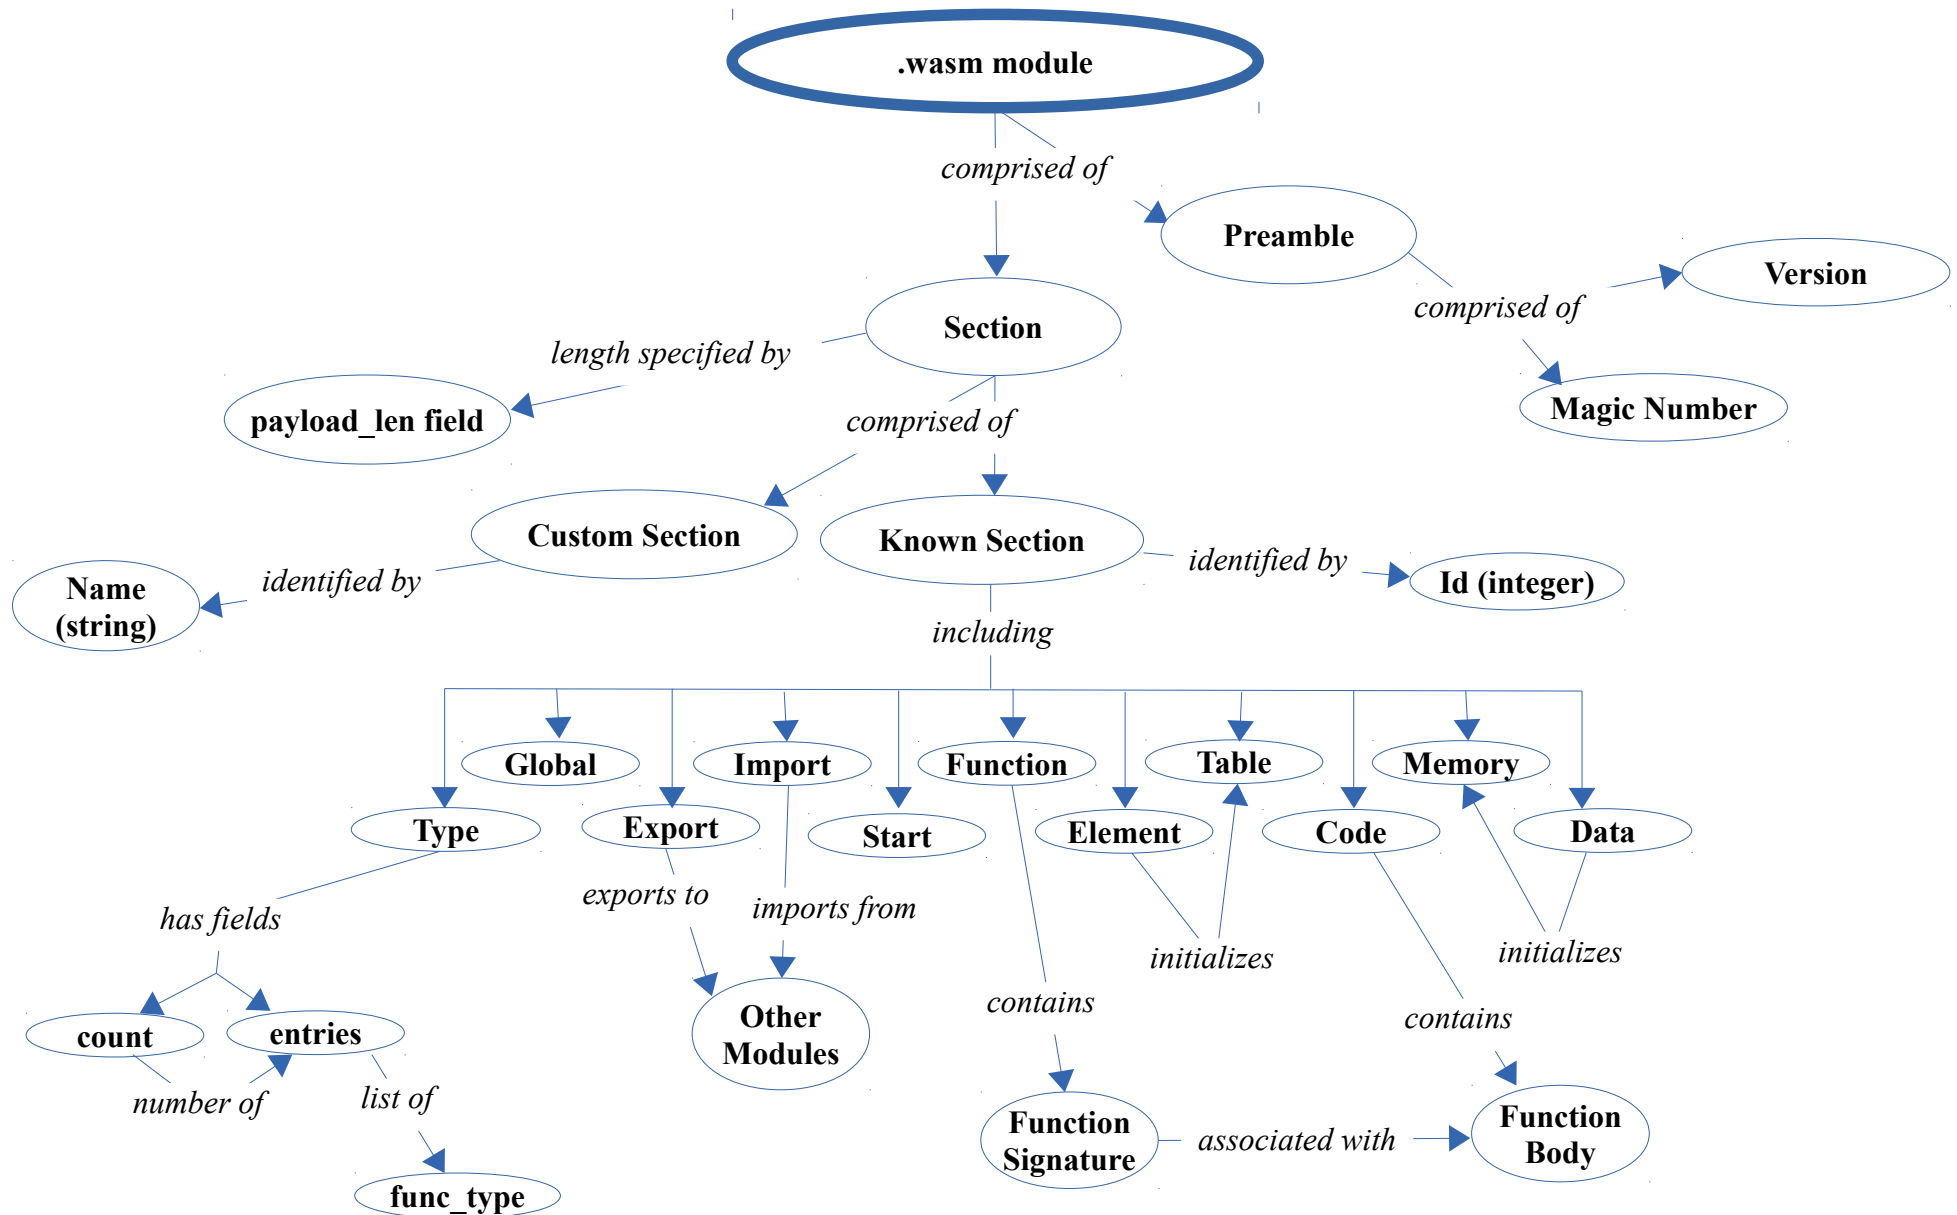 .wasm module
comprised of
Preamble
Version
comprised of
Section
length specified by
payload_len field
Magic Number
comprised of
Custom Section
Known Section
identified by
Id (integer)
identified by
Name
(string)
including
Global
Import
Function
Table
Memory
Type
Export
Start
Element
Code
Data
has fields
exports to
imports from
initializes
initializes
contains
contains
count
entries
Other
Modules
number of
list of
Function
Signature
associated with
Function
Body
func_type